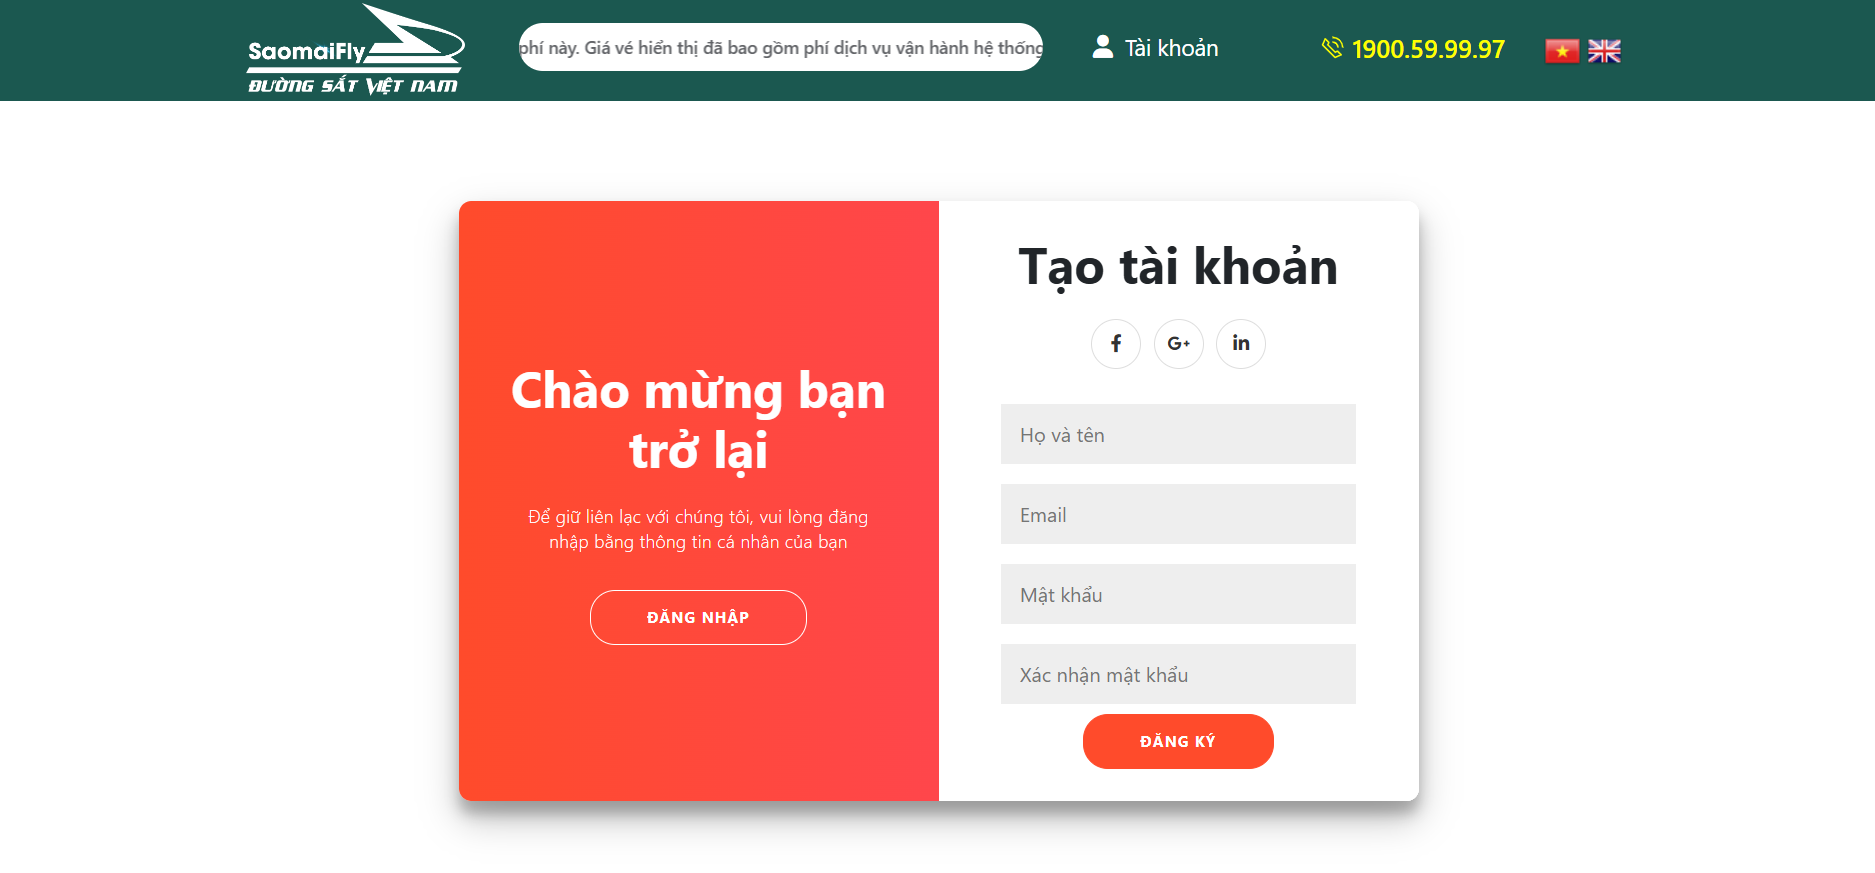 SaomaiFly
ĐƯỜNG SẮT VIỆT NAM
phí này. Giá vé hiển thị đã bao gồm phí dịch vụ vận hành hệ thống
Tài khoản
1900.59.99.97
Chào mừng bạn
trở lại
Để giữ liên lạc với chúng tôi, vui lòng đăng
nhập bằng thông tin cá nhân của bạn
ĐĂNG NHẬP
Tạo tài khoản
Họ và tên
Email
Mật khẩu
Xác nhận mật khẩu
ĐĂNG KÝ